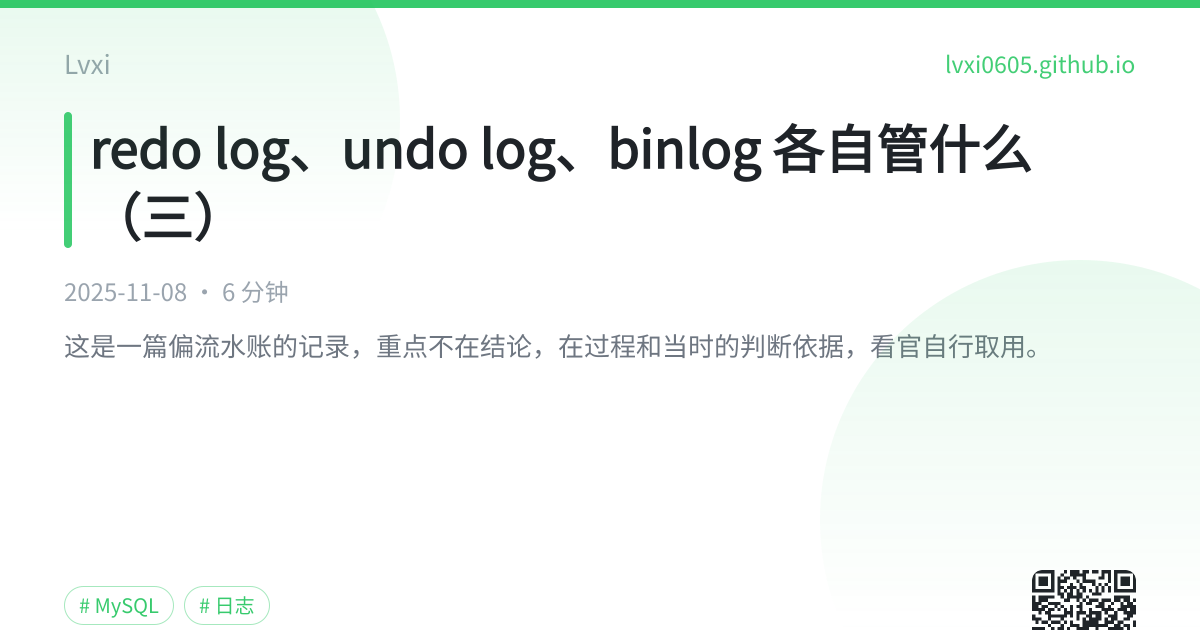 Lvxi
lvxi0605.github.io
redo log、undo log、binlog 各自管什么
（三）
2025-11-08 · 6 分钟
这是一篇偏流水账的记录，重点不在结论，在过程和当时的判断依据，看官自行取用。
# MySQL
# 日志